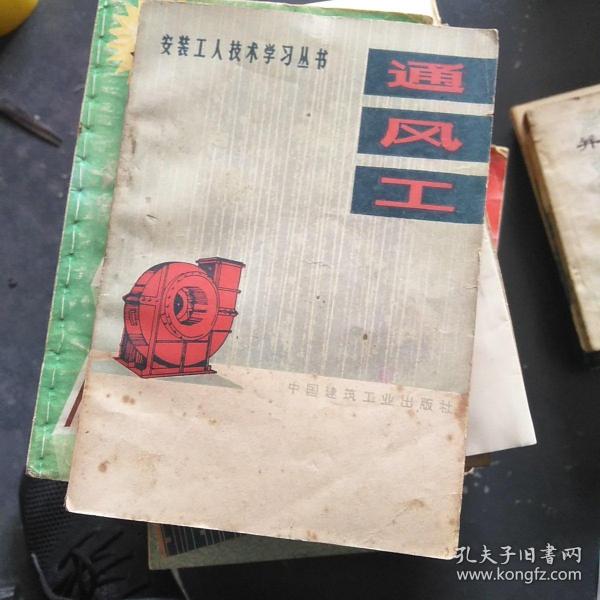 安装工人技术学习丛书
通
风
工
中国建筑工业出版社
孔夫子旧书网
www.kongfz.com